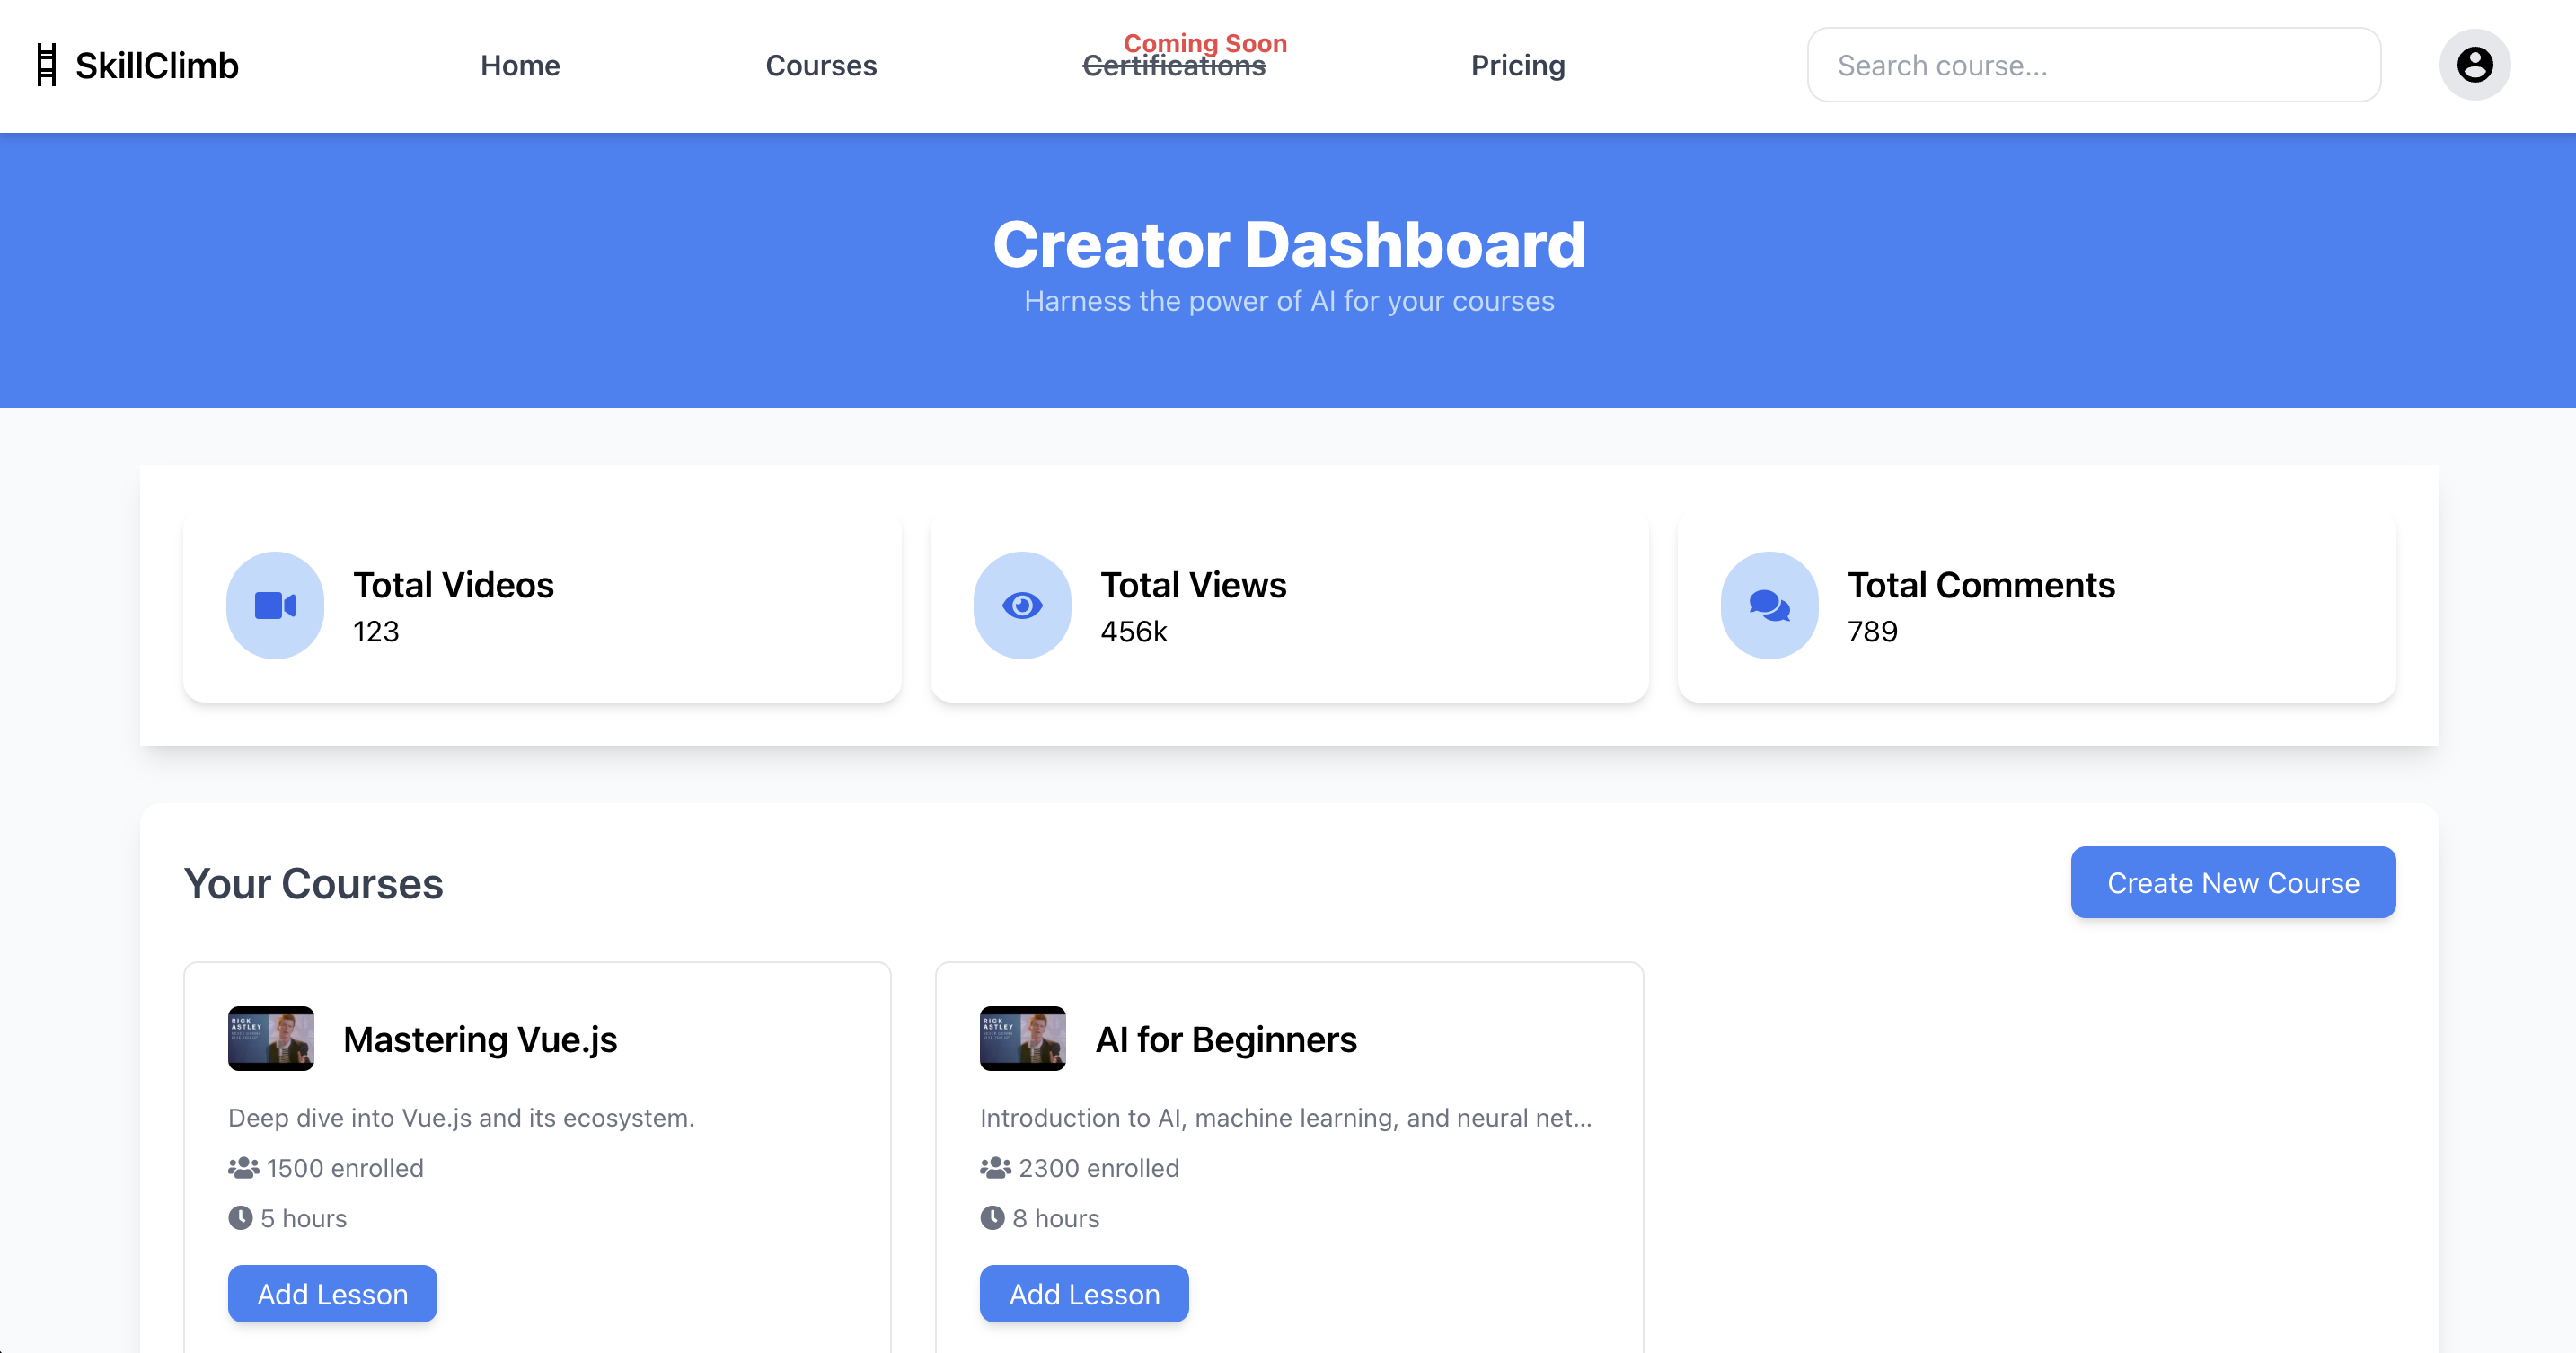 SkillClimb
Home
Courses
Coming Soon
Certifications
Pricing
Search course...
Creator Dashboard
Harness the power of AI for your courses
Total Videos
123
Total Views
456k
Total Comments
789
Your Courses
Create New Course
RICK
ASTLEY
Mastering Vue.js
Deep dive into Vue.js and its ecosystem.
1500 enrolled
5 hours
Add Lesson
RICK
ASTLEY
AI for Beginners
Introduction to AI, machine learning, and neural net...
2300 enrolled
8 hours
Add Lesson